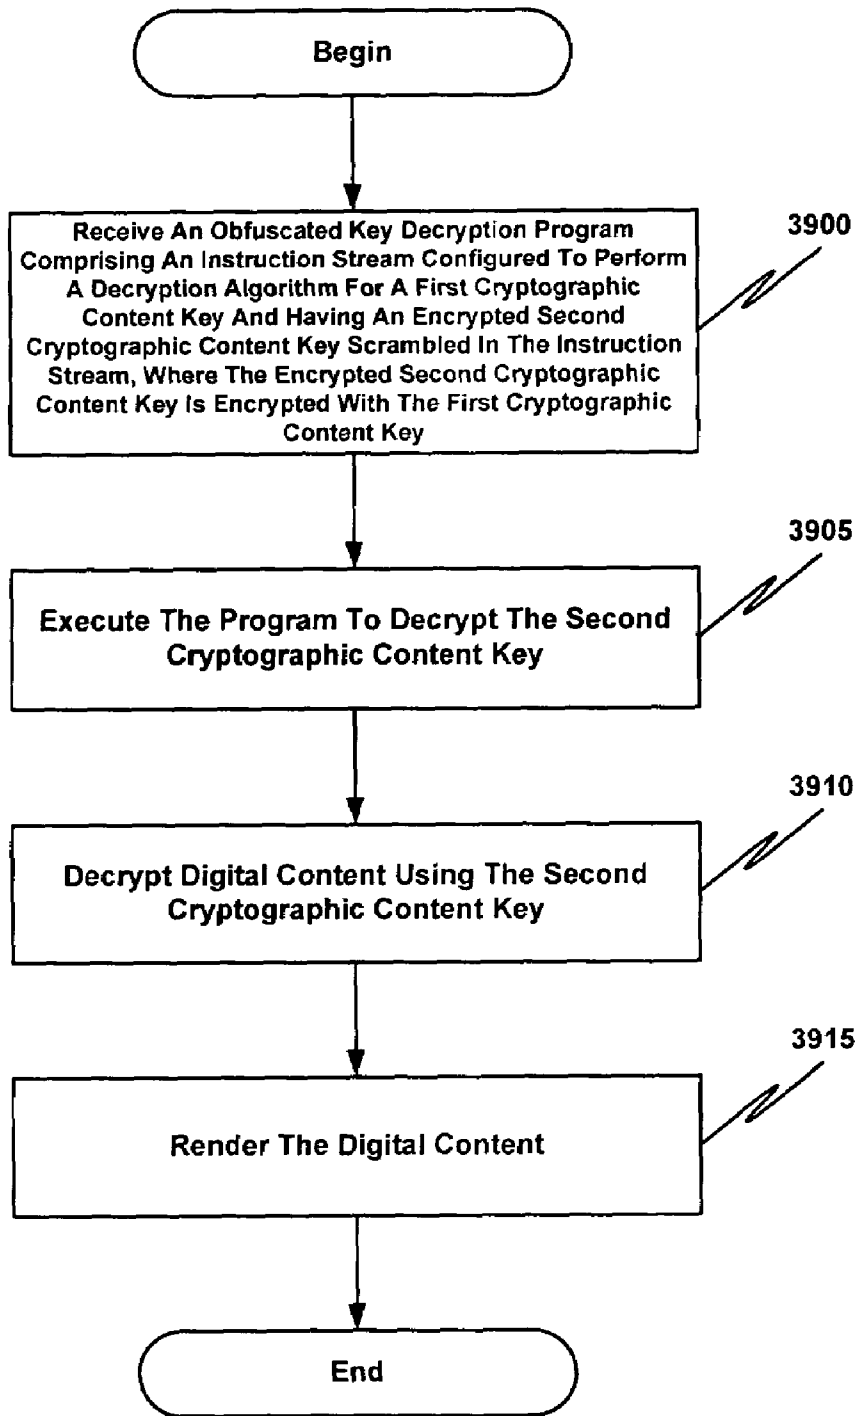 Begin
3900
Receive An Obfuscated Key Decryption Program
Comprising An Instruction Stream Configured To Perform
A Decryption Algorithm For A First Cryptographic
Content Key And Having An Encrypted Second
Cryptographic Content Key Scrambled In The Instruction
Stream, Where The Encrypted Second Cryptographic
Content Key Is Encrypted With The First Cryptographic
Content Key
3905
Execute The Program To Decrypt The Second
Cryptographic Content Key
3910
Decrypt Digital Content Using The Second
Cryptographic Content Key
3915
Render The Digital Content
End